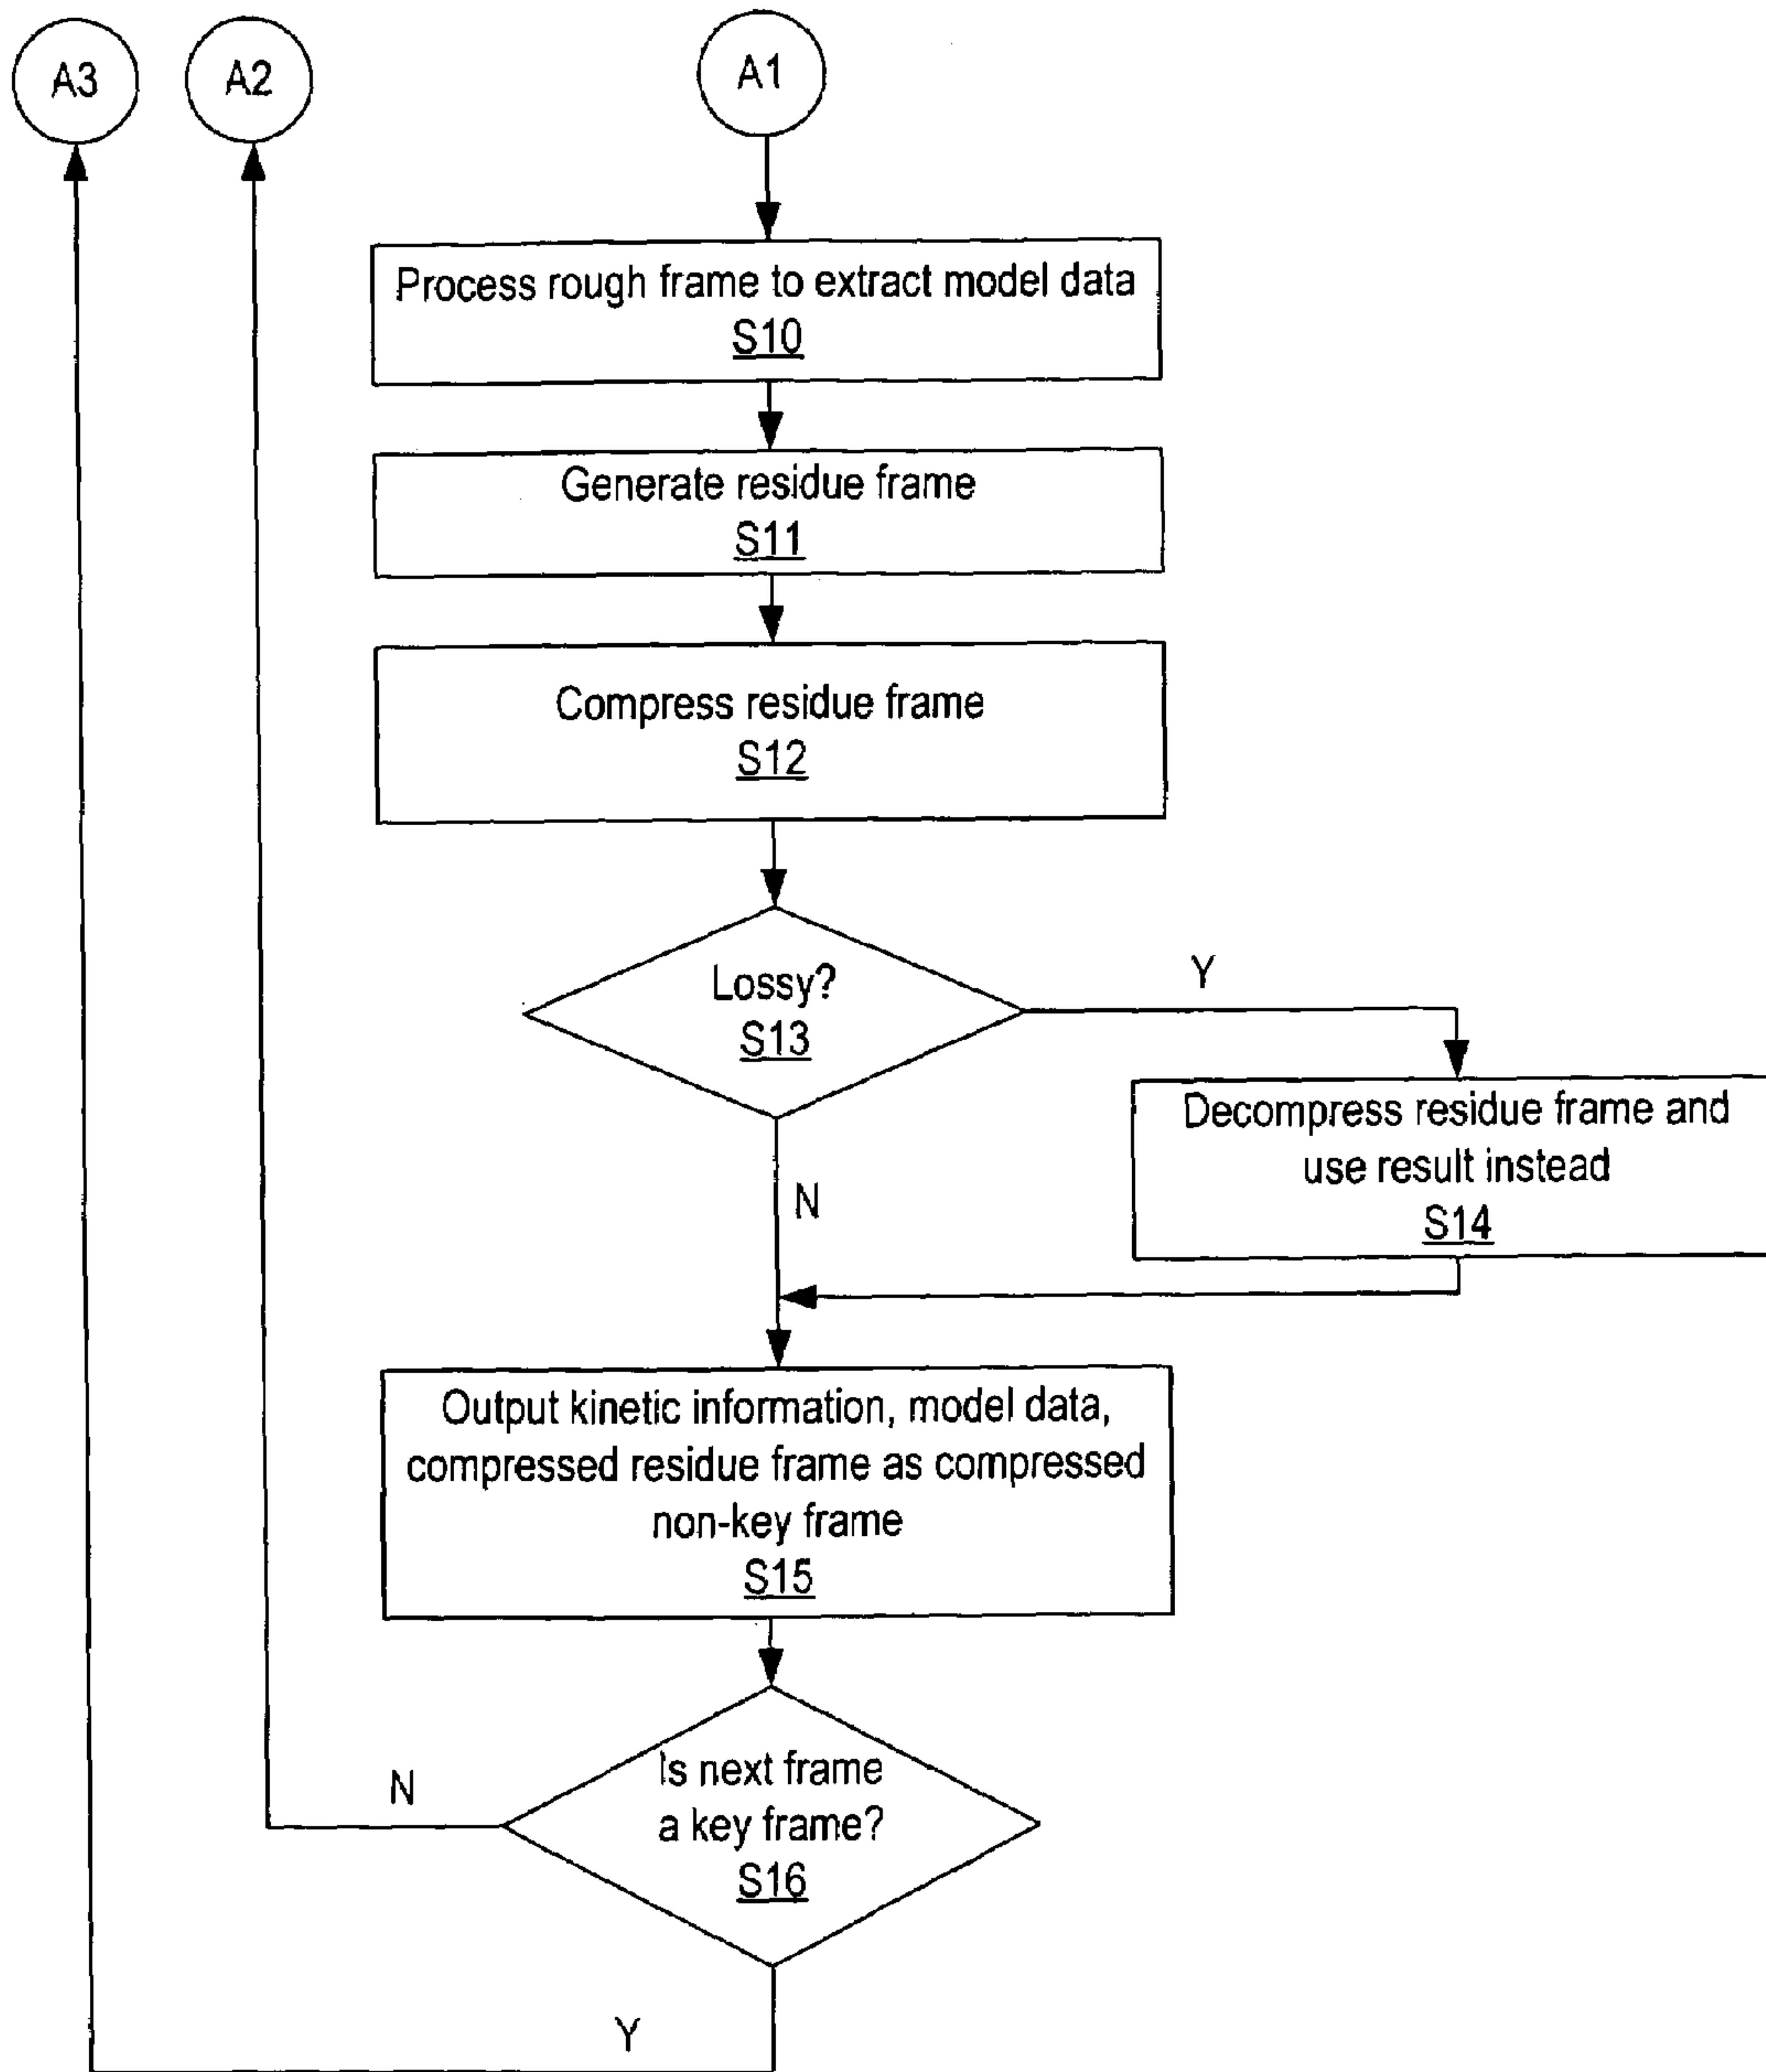 A3
A2
A1
Process rough frame to extract model data
S10
Generate residue frame
S11
Compress residue frame
S12
Lossy?
S13
Y
Decompress residue frame and
use result instead
S14
N
Output kinetic information, model data,
compressed residue frame as compressed
non-key frame
S15
Is next frame
a key frame?
S16
N
Y